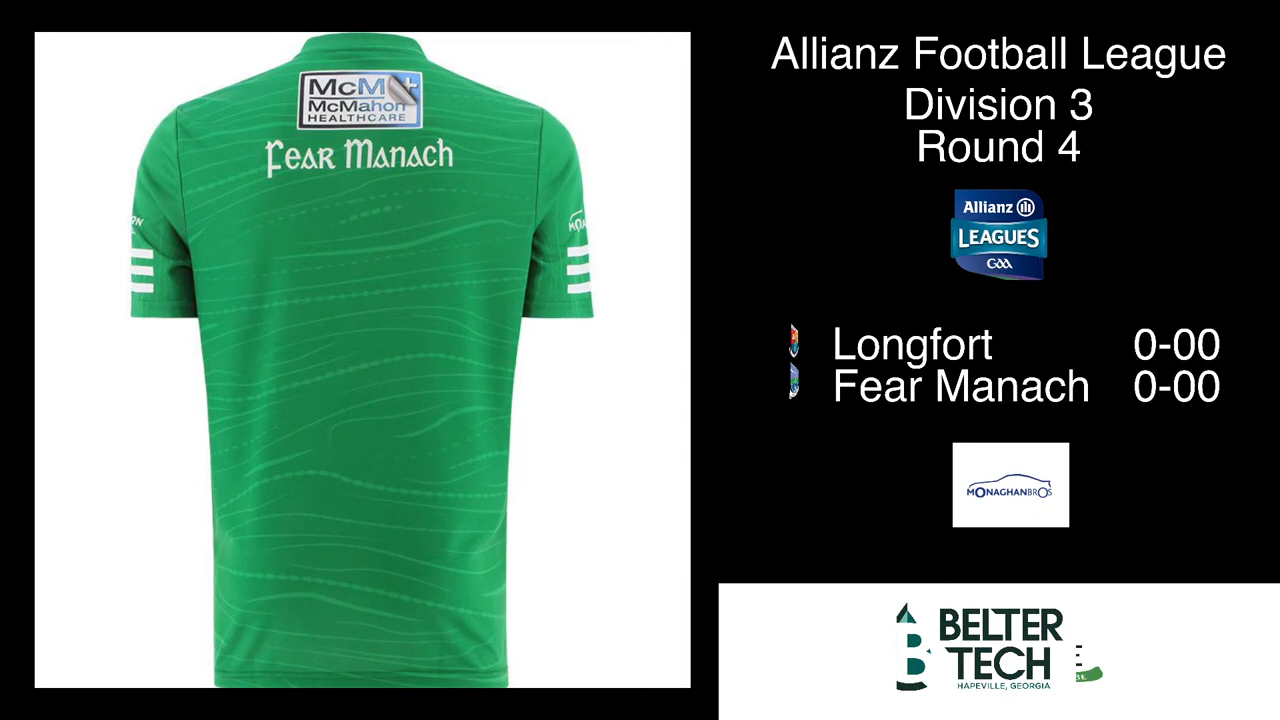 McM
McMahon
HEALTHCARE
Fear Manach
Allianz Football League
Division 3
Round 4
Allianz
LEAGUES
GAA
Longfort 0-00
Fear Manach 0-00
MONAGHANBROS
BELTER
TECH
HAPEVILLE, GEORGIA